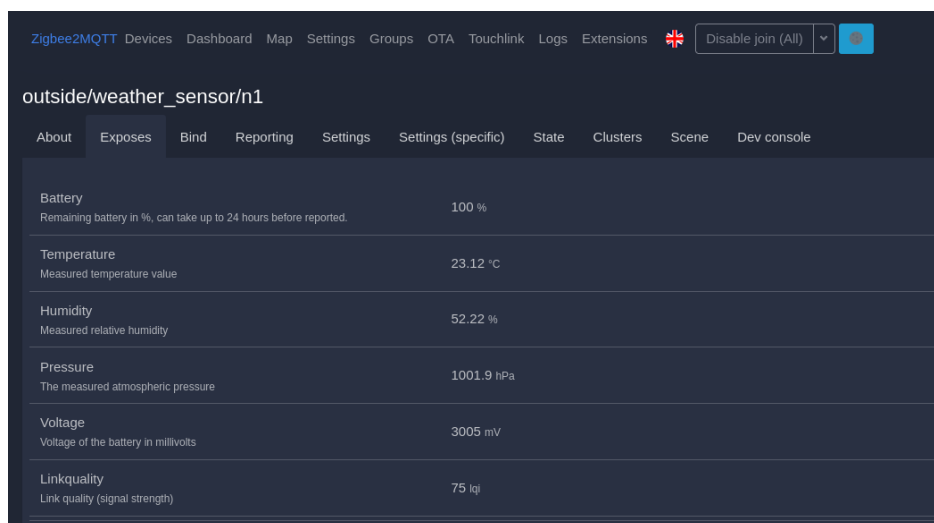 Zigbee2MQTT Devices Dashboard Map Settings Groups OTA Touchlink Logs Extensions Disable join (All)
outside/weather_sensor/n1
About Exposes Bind Reporting Settings Settings (specific) State Clusters Scene Dev console
Battery
Remaining battery in %, can take up to 24 hours before reported.
100 %
Temperature
Measured temperature value
23.12 °C
Humidity
Measured relative humidity
52.22 %
Pressure
The measured atmospheric pressure
1001.9 hPa
Voltage
Voltage of the battery in millivolts
3005 mV
Linkquality
Link quality (signal strength)
75 lqi